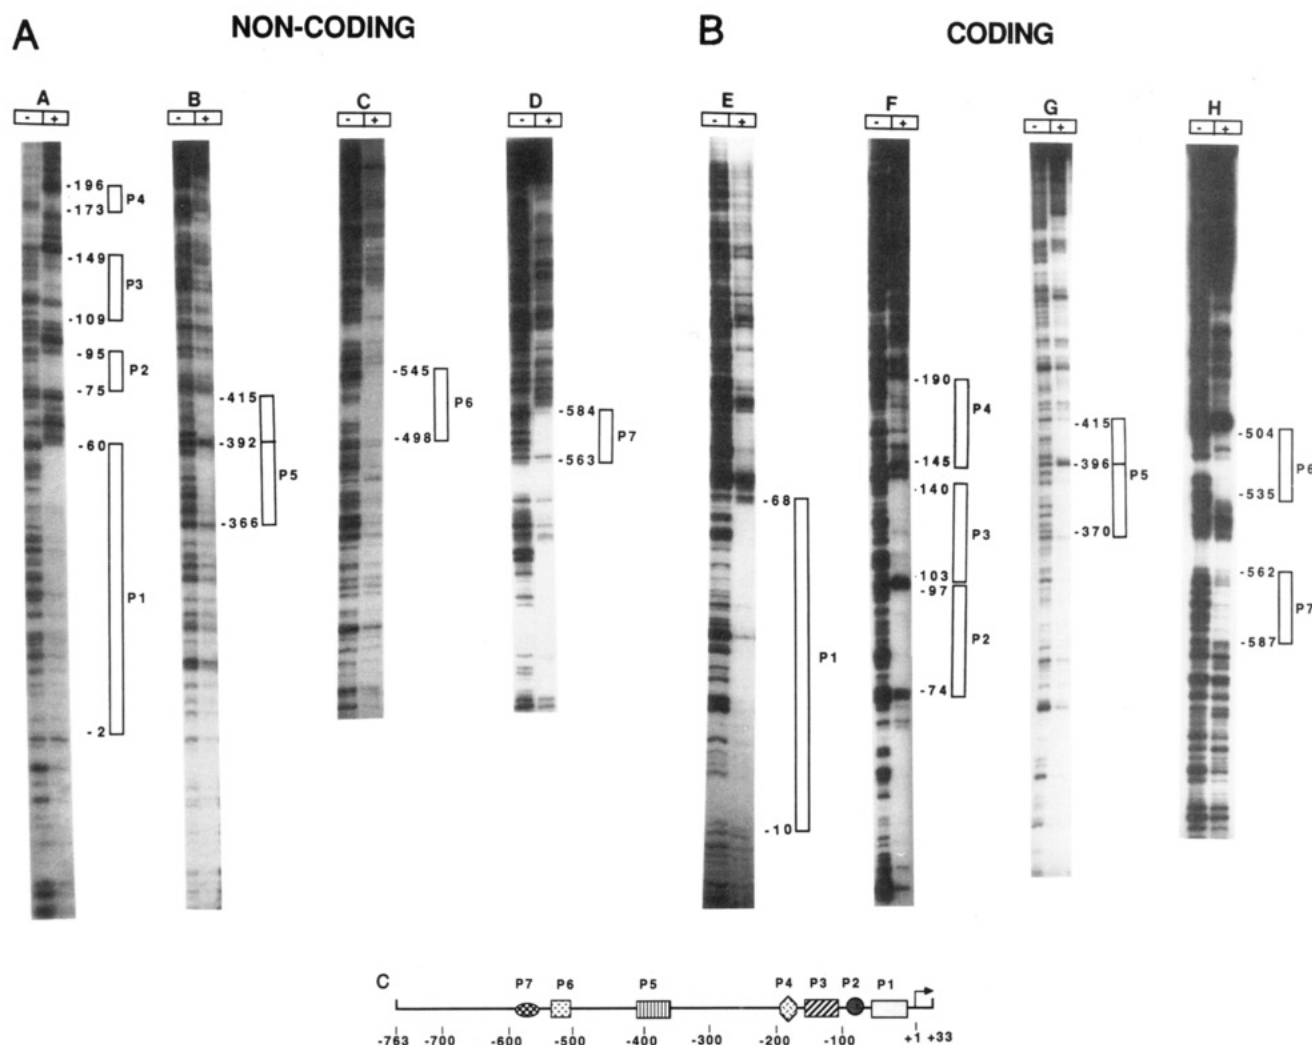 A
NON-CODING
B
CODING
A
- +
-196
-173
P4
-149
P3
-109
-95
P2
-75
-60
P1
-2
B
- +
-415
-392
P5
-366
C
- +
-545
P6
-498
D
- +
-584
P7
-563
E
- +
-68
P1
-10
F
- +
-190
P4
-145
140
P3
103
-97
P2
-74
G
- +
-415
-396
P5
-370
H
- +
-504
P6
-535
-562
P7
-587
C
P7 P6 P5 P4 P3 P2 P1
-763 -700 -600 -500 -400 -300 -200 -100 +1 +33